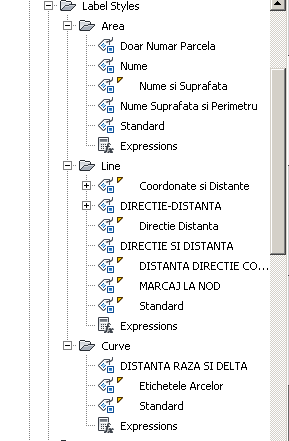 Label Styles
Area
Doar Numar Parcela
Nume
Nume si Suprafata
Nume Suprafata si Perimetru
Standard
Expressions
Line
Coordonate si Distante
DIRECTIE-DISTANTA
Directie Distanta
DIRECTIE SI DISTANTA
DISTANTA DIRECTIE CO...
MARCAJ LA NOD
Standard
Expressions
Curve
DISTANTA RAZA SI DELTA
Etichetele Arcelor
Standard
Expressions